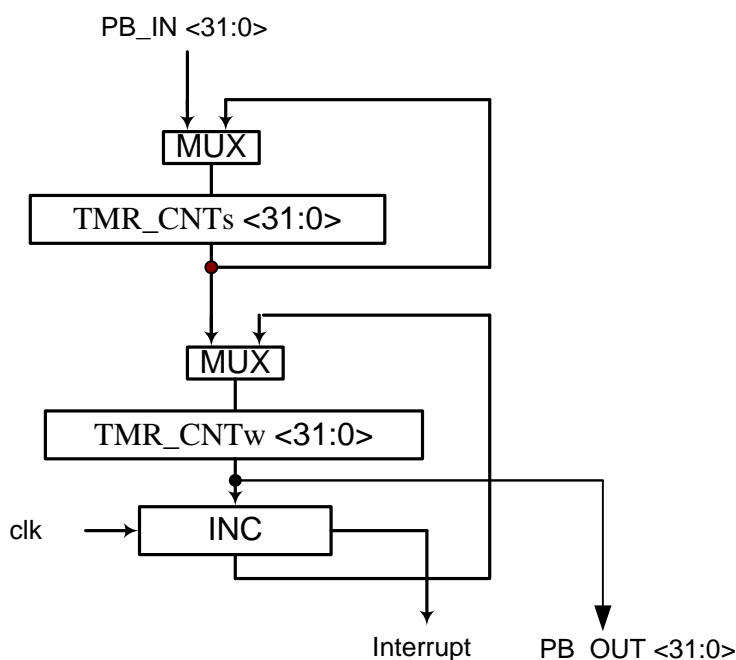 PB_IN <31:0>
MUX
TMR_CNTs <31:0>
MUX
TMR_CNTw <31:0>
clk
INC
Interrupt
PB_OUT <31:0>